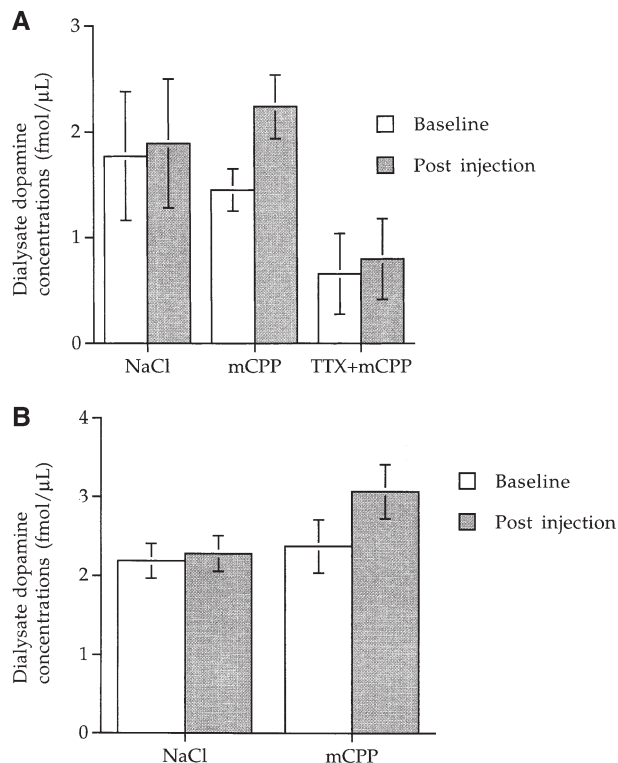 A
Dialysate dopamine
concentrations (fmol/μL)
3
2
1
0
Baseline
Post injection
NaCl
mCPP
TTX+mCPP
B
Dialysate dopamine
concentrations (fmol/μL)
4
3
2
1
0
Baseline
Post injection
NaCl
mCPP